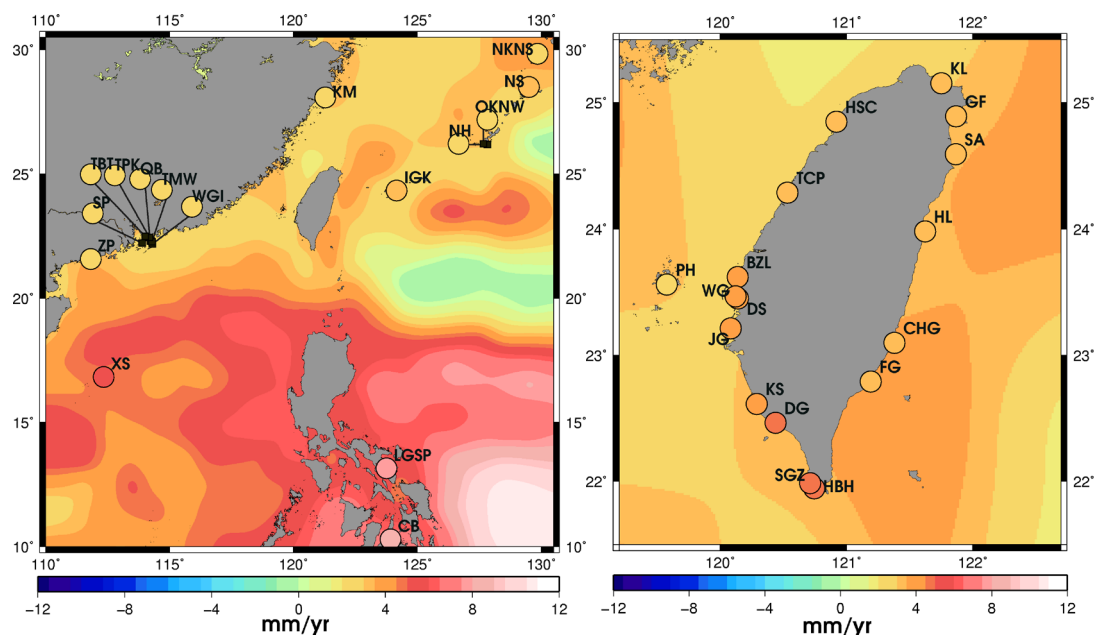 110° 115° 120° 125° 130°
120° 121° 122°
30° 30°
NKNS
NS
KM
OKNW
NH
25° 25°
TBT TPK QB
TMW
IGK
WGI
SP
ZP
20° 20°
XS
15° 15°
LGSP
CB
10° 10°
110° 115° 120° 125° 130°
−12 −8 −4 0 4 8 12
mm/yr
KL
25° 25°
GF
HSC
SA
TCP
24° 24°
HL
BZL
PH
WG
DS
JG
CHG
23° 23°
FG
KS
DG
SGZ
HBH
22° 22°
120° 121° 122°
−12 −8 −4 0 4 8 12
mm/yr